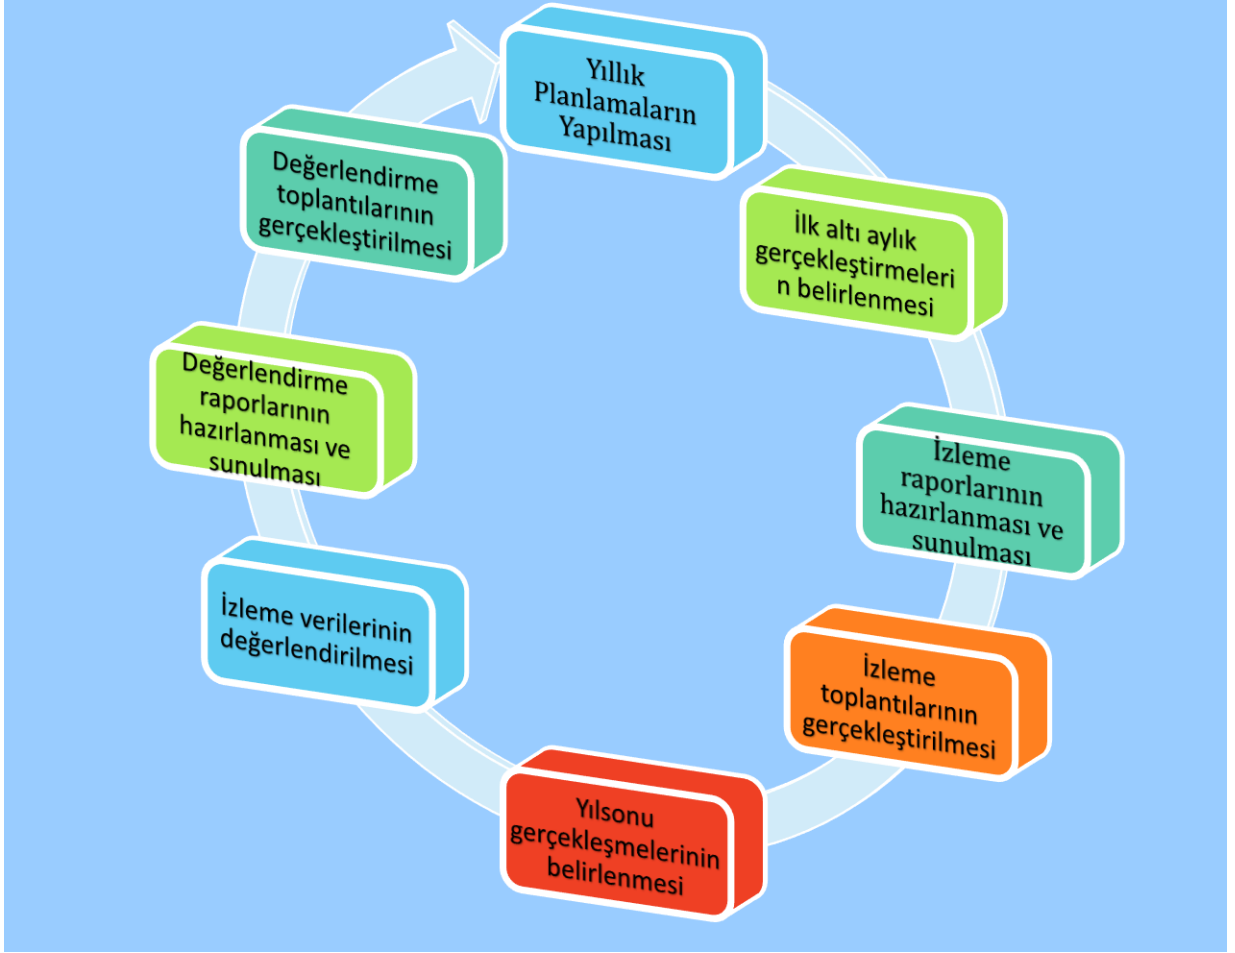 Yıllık
Planlamaların
Yapılması
İlk altı aylık
gerçekleştirmeleri
n belirlenmesi
İzleme
raporlarının
hazırlanması ve
sunulması
İzleme
toplantılarının
gerçekleştirilmesi
Yılsonu
gerçekleşmelerinin
belirlenmesi
İzleme verilerinin
değerlendirilmesi
Değerlendirme
raporlarının
hazırlanması ve
sunulması
Değerlendirme
toplantılarının
gerçekleştirilmesi